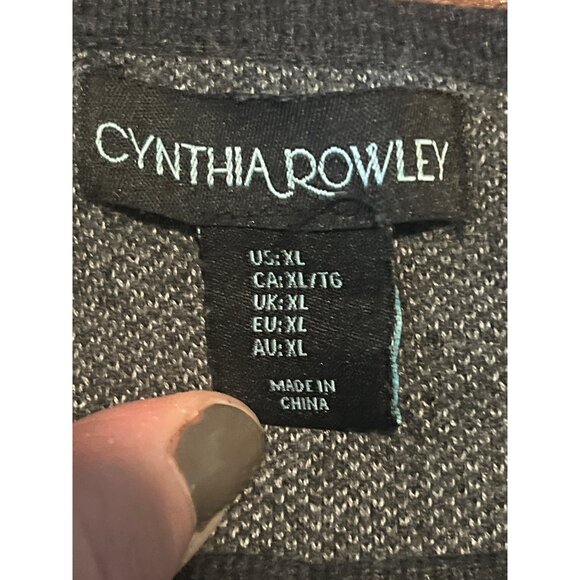 CYNTHIA ROWLEY
US: XL
CA: XL/TG
UK: XL
EU: XL
AU: XL
MADE IN
CHINA